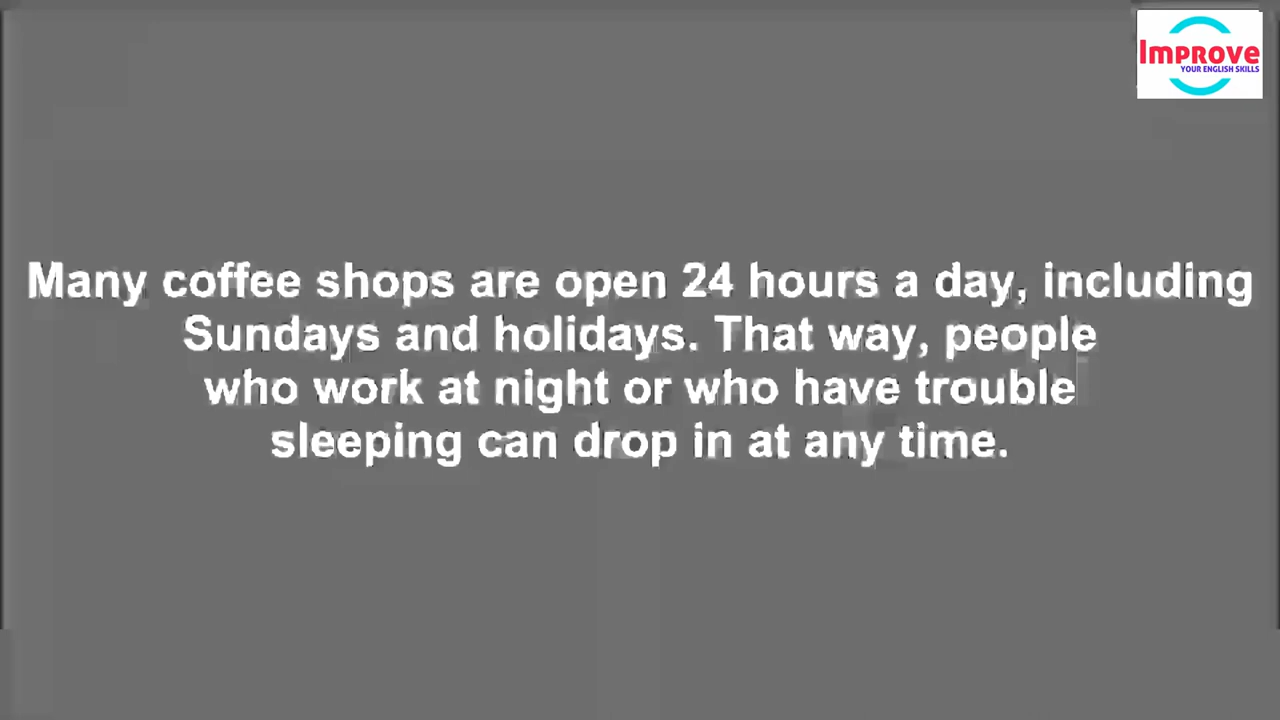 Improve
YOUR ENGLISH SKILLS
Many coffee shops are open 24 hours a day, including
Sundays and holidays. That way, people
who work at night or who have trouble
sleeping can drop in at any time.